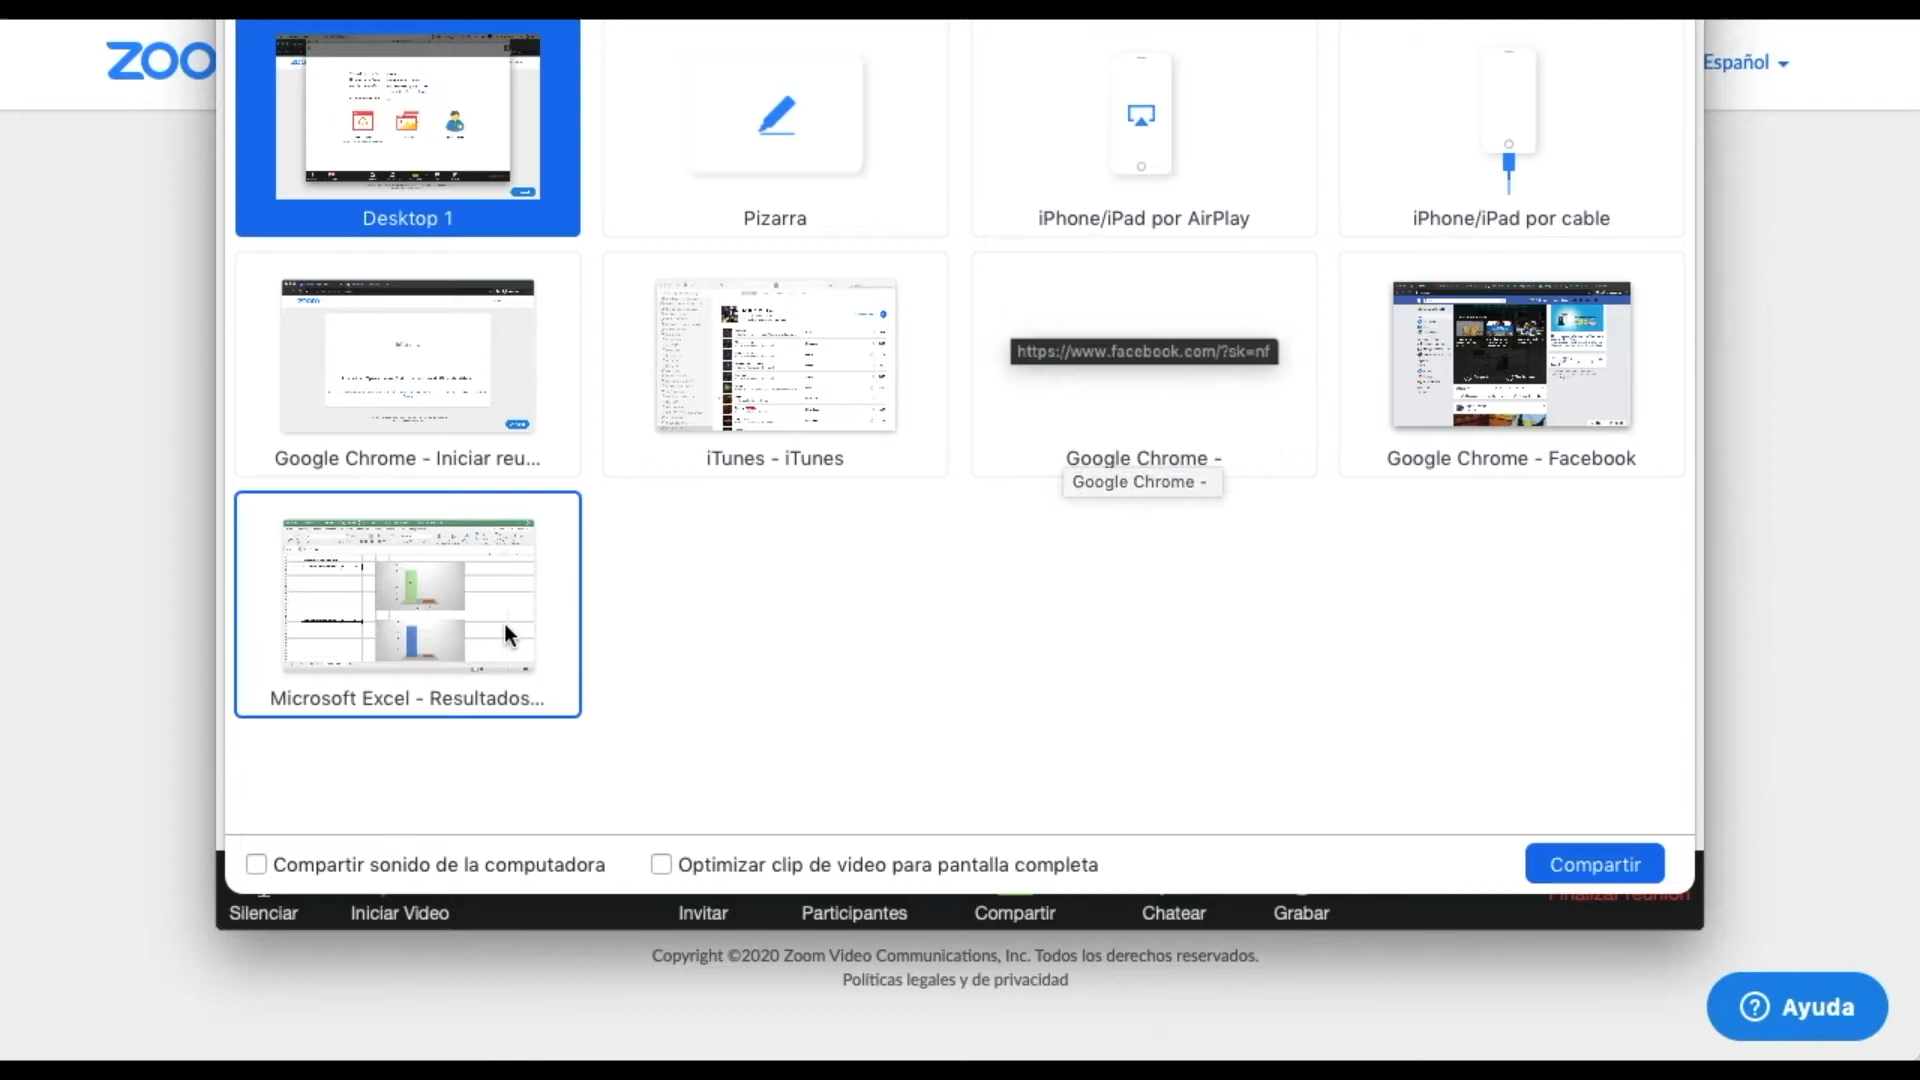 ZOO
Español
Desktop 1
Pizarra
iPhone/iPad por AirPlay
iPhone/iPad por cable
https://www.facebook.com/?sk=nf
Google Chrome - Iniciar reu...
iTunes - iTunes
Google Chrome -
Google Chrome - Facebook
Google Chrome -
Microsoft Excel - Resultados...
Compartir sonido de la computadora
Optimizar clip de video para pantalla completa
Compartir
Finalizar reunión
Silenciar
Iniciar Video
Invitar
Participantes
Compartir
Chatear
Grabar
Copyright ©2020 Zoom Video Communications, Inc. Todos los derechos reservados.
Políticas legales y de privacidad
Ayuda